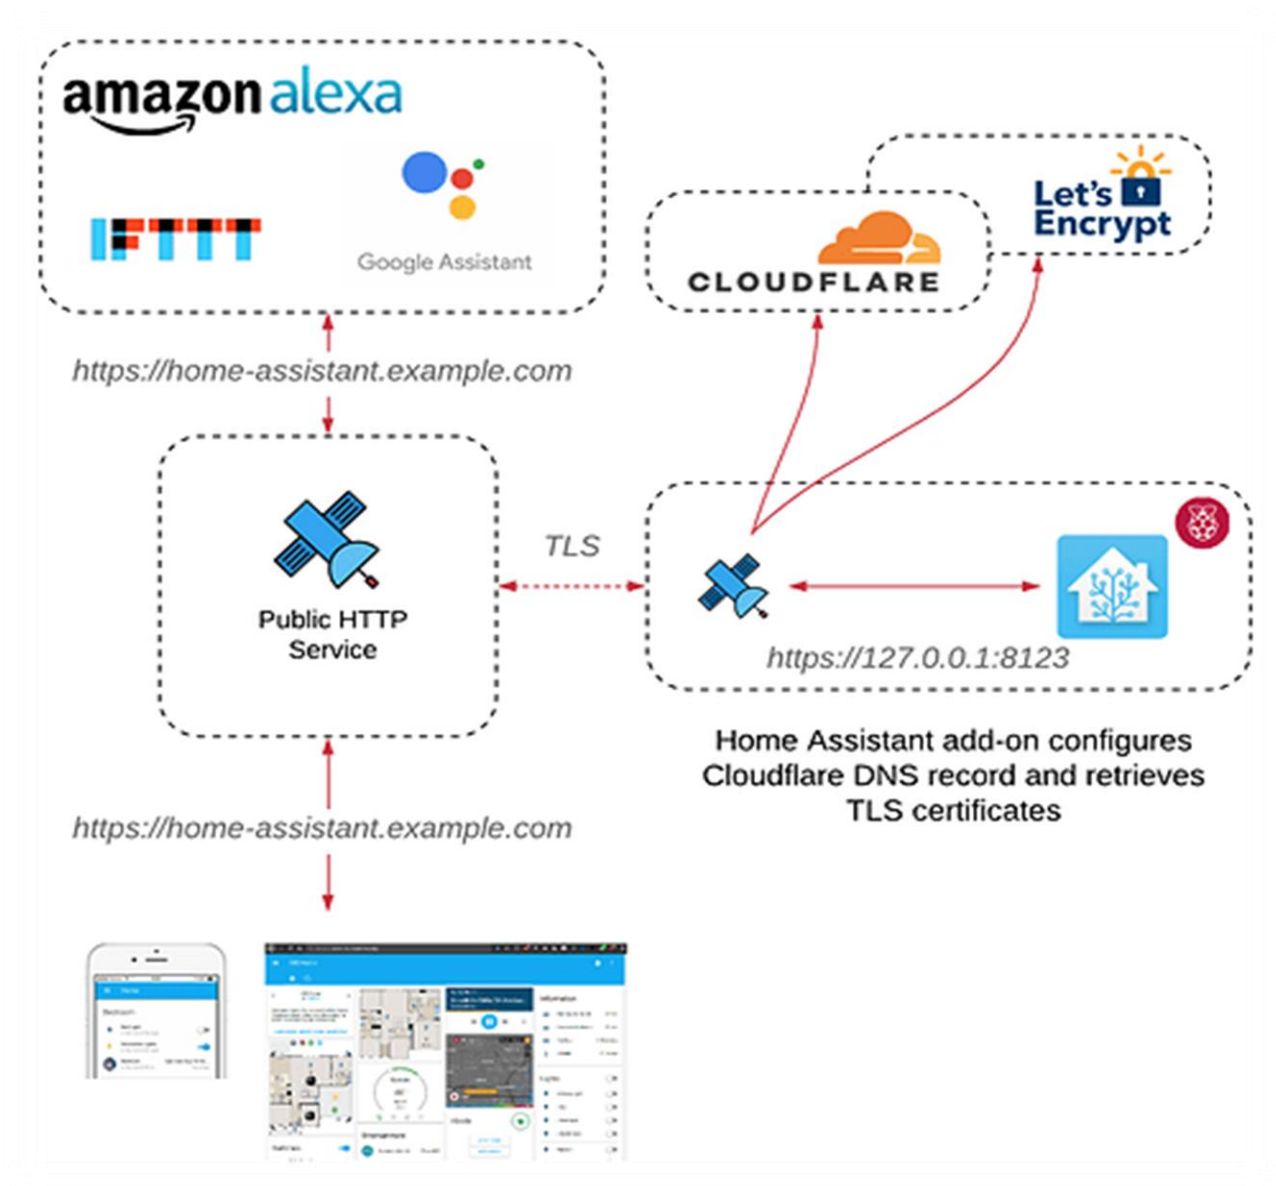 amazon alexa
IFTTT
Google Assistant
Let's
Encrypt
CLOUDFLARE
https://home-assistant.example.com
TLS
Public HTTP
Service
https://127.0.0.1:8123
Home Assistant add-on configures
Cloudflare DNS record and retrieves
TLS certificates
https://home-assistant.example.com